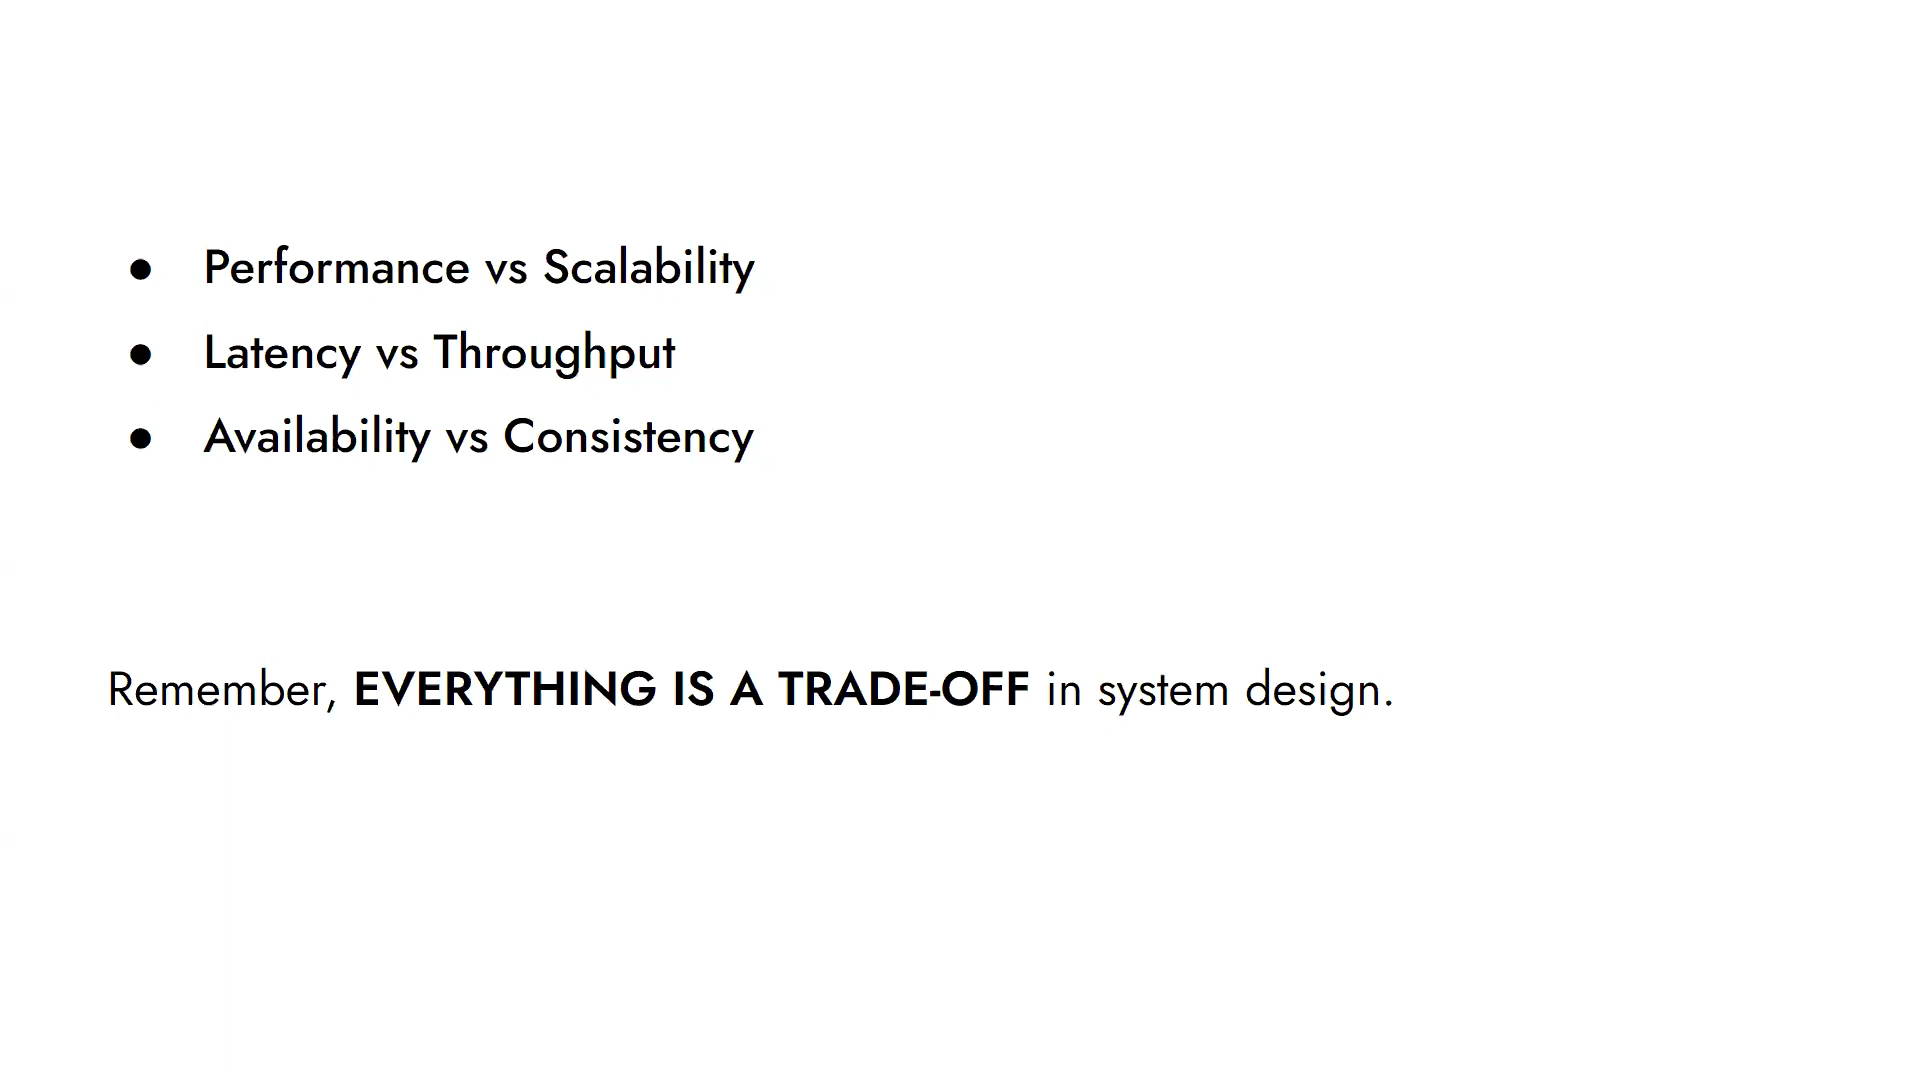 ● Performance vs Scalability
● Latency vs Throughput
● Availability vs Consistency
Remember, EVERYTHING IS A TRADE-OFF in system design.